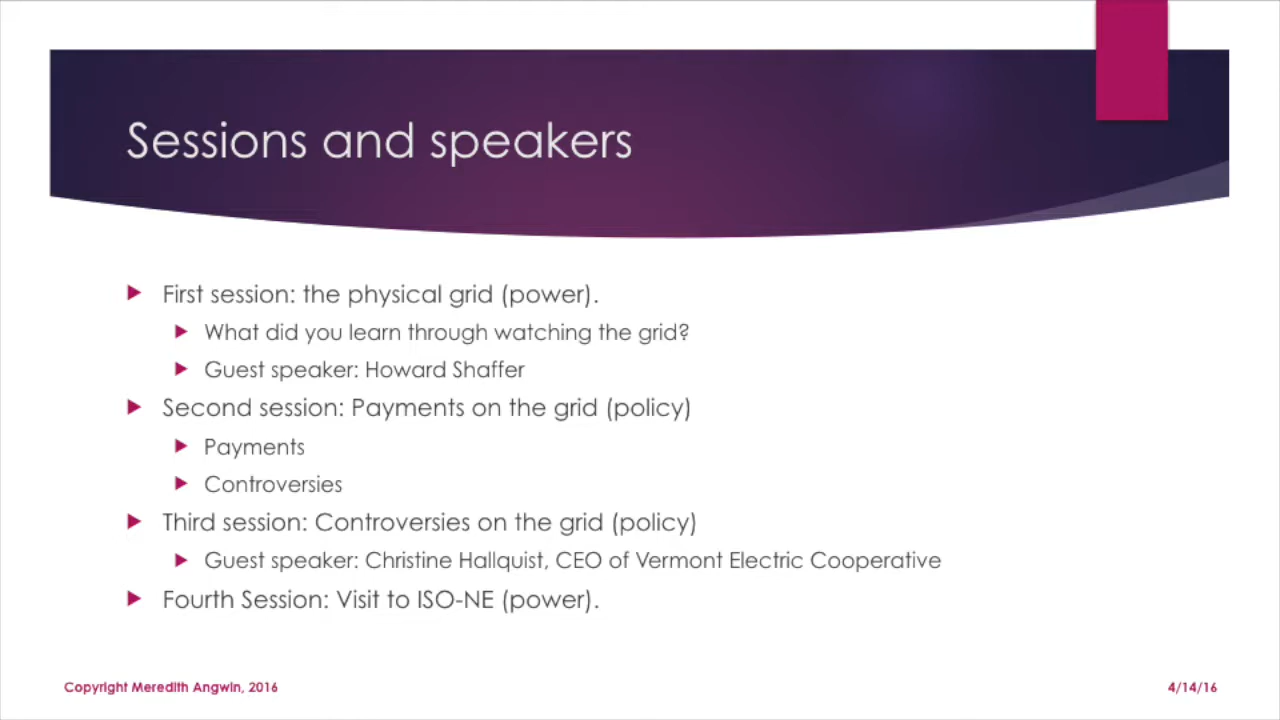 Sessions and speakers
First session: the physical grid (power).
What did you learn through watching the grid?
Guest speaker: Howard Shaffer
Second session: Payments on the grid (policy)
Payments
Controversies
Third session: Controversies on the grid (policy)
Guest speaker: Christine Hallquist, CEO of Vermont Electric Cooperative
Fourth Session: Visit to ISO-NE (power).
Copyright Meredith Angwin, 2016
4/14/16